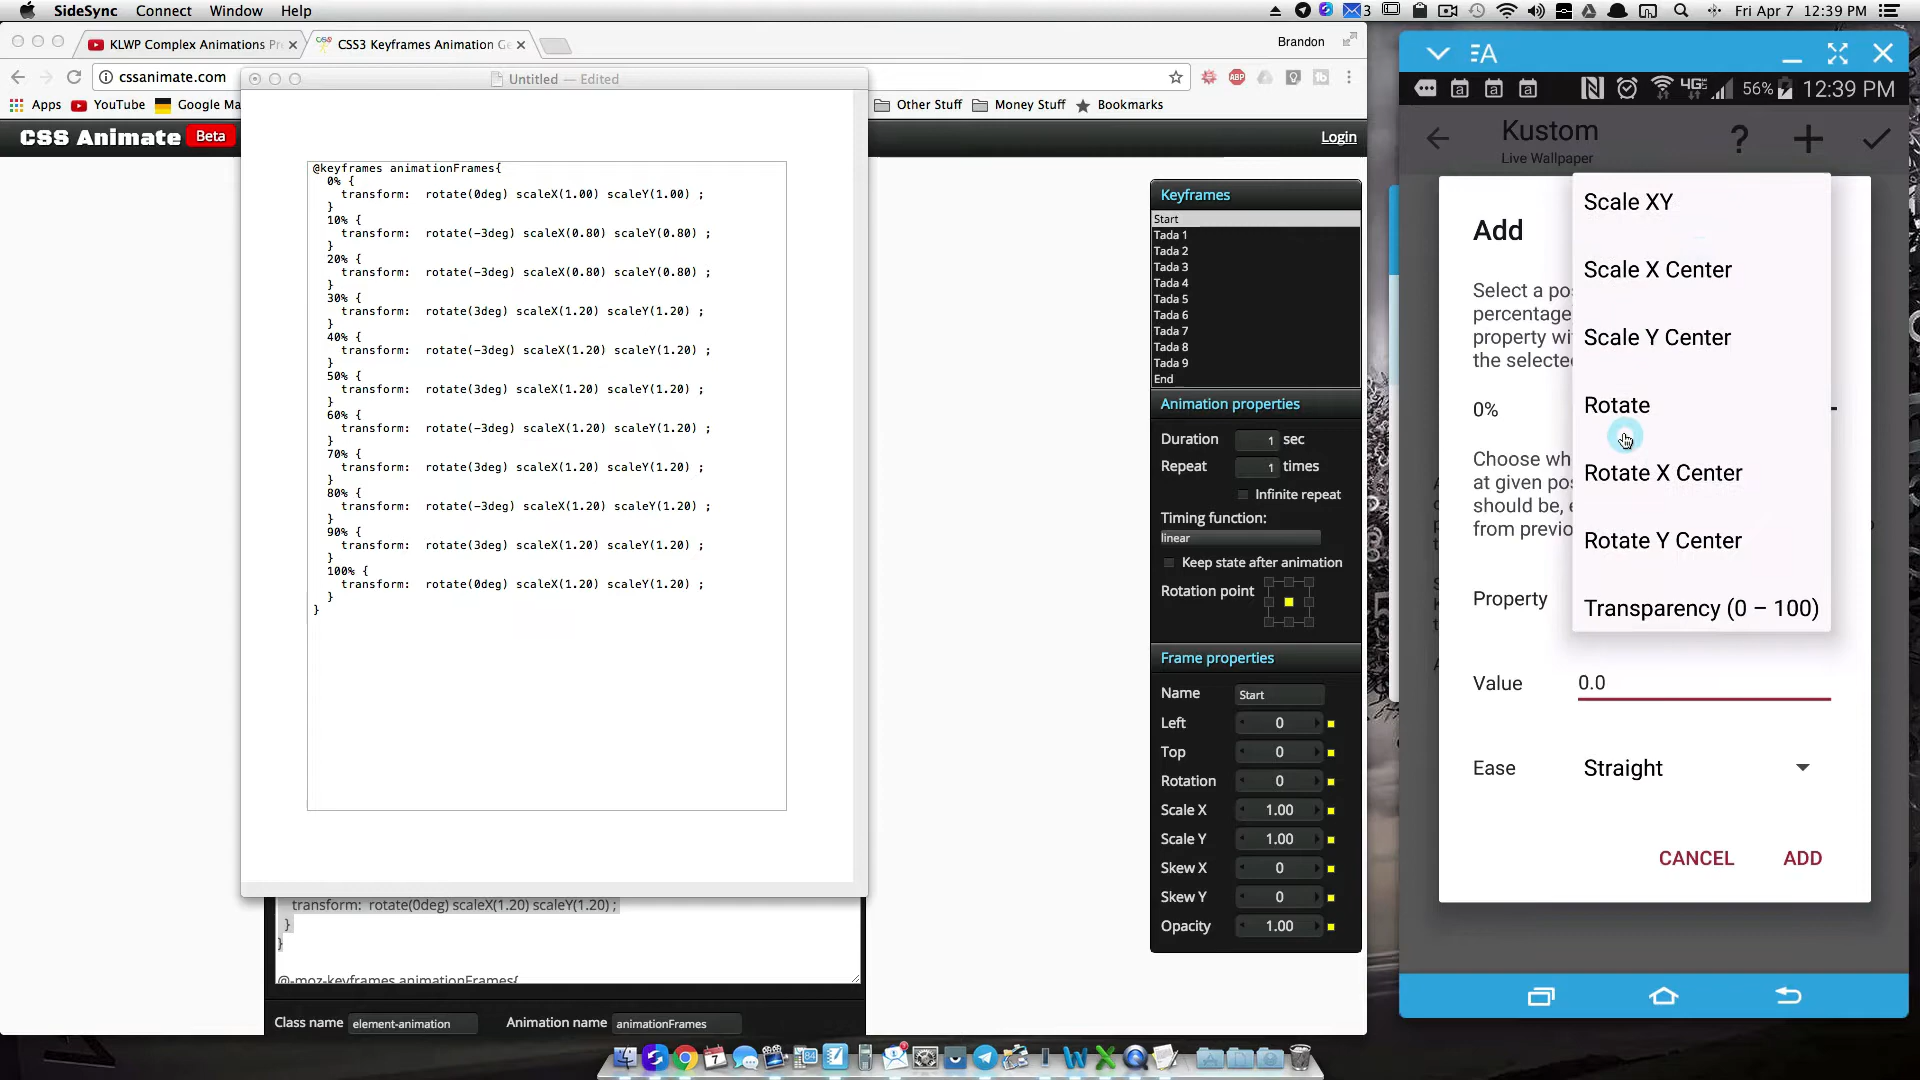 SideSync Connect Window Help
3 Fri Apr 7 12:39 PM
KLWP Complex Animations Pr
CSS3 Keyframes Animation Ge
Brandon
cssanimate.com
Untitled — Edited
Apps YouTube Google Ma
Other Stuff Money Stuff Bookmarks
CSS Animate Beta
Login
@keyframes animationFrames{
0% {
transform: rotate(0deg) scaleX(1.00) scaleY(1.00) ;
}
10% {
transform: rotate(-3deg) scaleX(0.80) scaleY(0.80) ;
}
20% {
transform: rotate(-3deg) scaleX(0.80) scaleY(0.80) ;
}
30% {
transform: rotate(3deg) scaleX(1.20) scaleY(1.20) ;
}
40% {
transform: rotate(-3deg) scaleX(1.20) scaleY(1.20) ;
}
50% {
transform: rotate(3deg) scaleX(1.20) scaleY(1.20) ;
}
60% {
transform: rotate(-3deg) scaleX(1.20) scaleY(1.20) ;
}
70% {
transform: rotate(3deg) scaleX(1.20) scaleY(1.20) ;
}
80% {
transform: rotate(-3deg) scaleX(1.20) scaleY(1.20) ;
}
90% {
transform: rotate(3deg) scaleX(1.20) scaleY(1.20) ;
}
100% {
transform: rotate(0deg) scaleX(1.20) scaleY(1.20) ;
}
}
transform: rotate(0deg) scaleX(1.20) scaleY(1.20) ;
}
}
@-moz-keyframes animationFrames{
Class name element-animation Animation name animationFrames
Keyframes
Start
Tada 1
Tada 2
Tada 3
Tada 4
Tada 5
Tada 6
Tada 7
Tada 8
Tada 9
End
Animation properties
Duration 1 sec
Repeat 1 times
Infinite repeat
Timing function:
linear
Keep state after animation
Rotation point
Frame properties
Name Start
Left 0
Top 0
Rotation 0
Scale X 1.00
Scale Y 1.00
Skew X 0
Skew Y 0
Opacity 1.00
4G 56% 12:39 PM
Kustom
Live Wallpaper
Add
Select a po
percentage
property wi
the selected
0%
Choose wh
at given pos
should be, e
from previo
Property
Scale XY
Scale X Center
Scale Y Center
Rotate
Rotate X Center
Rotate Y Center
Transparency (0 – 100)
Value 0.0
Ease Straight
CANCEL ADD